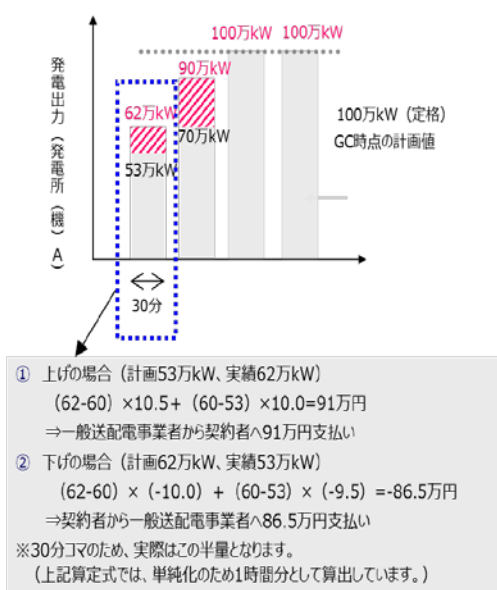 100万kW 100万kW
90万kW
62万kW
70万kW
53万kW
発電出力（発電所（機）A）
100万kW（定格）
GC時点の計画値
30分
① 上げの場合（計画53万kW、実績62万kW）
（62-60）×10.5+（60-53）×10.0=91万円
⇒一般送配電事業者から契約者へ91万円支払い
② 下げの場合（計画62万kW、実績53万kW）
（62-60）×（-10.0）+（60-53）×（-9.5）=-86.5万円
⇒契約者から一般送配電事業者へ86.5万円支払い
※30分コマのため、実際はこの半量となります。
（上記算定式では、単純化のため1時間分として算出しています。）